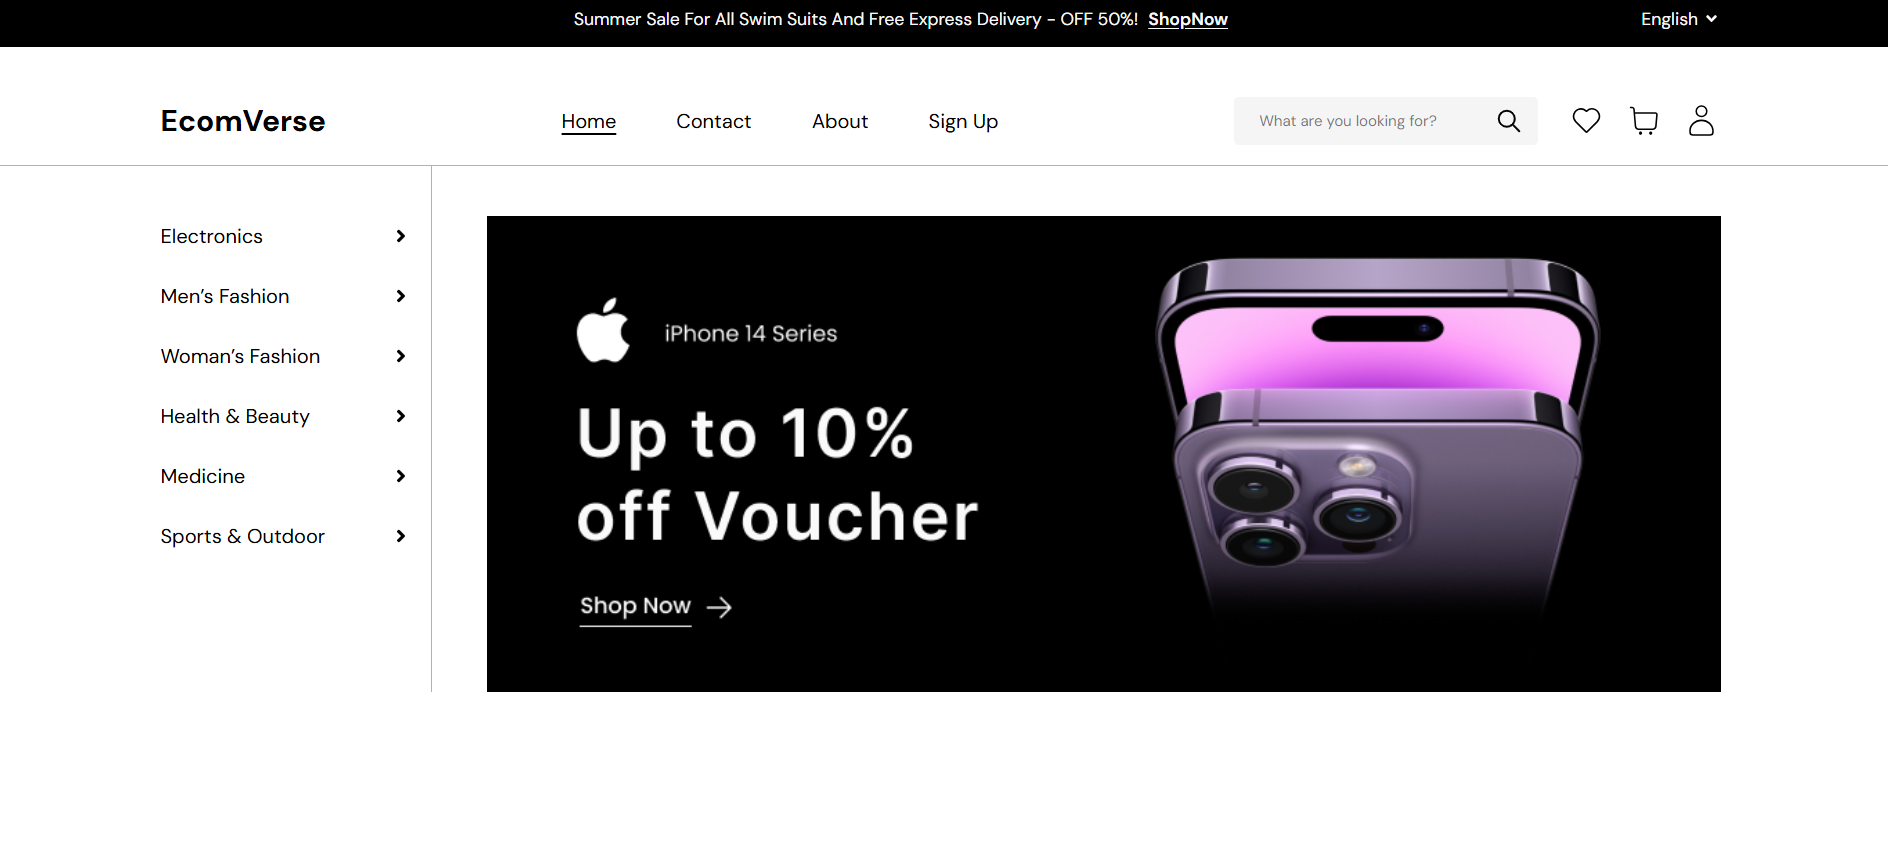 Summer Sale For All Swim Suits And Free Express Delivery - OFF 50%! ShopNow
English
EcomVerse
Home
Contact
About
Sign Up
What are you looking for?
Electronics
Men’s Fashion
Woman’s Fashion
Health & Beauty
Medicine
Sports & Outdoor
iPhone 14 Series
Up to 10%
off Voucher
Shop Now